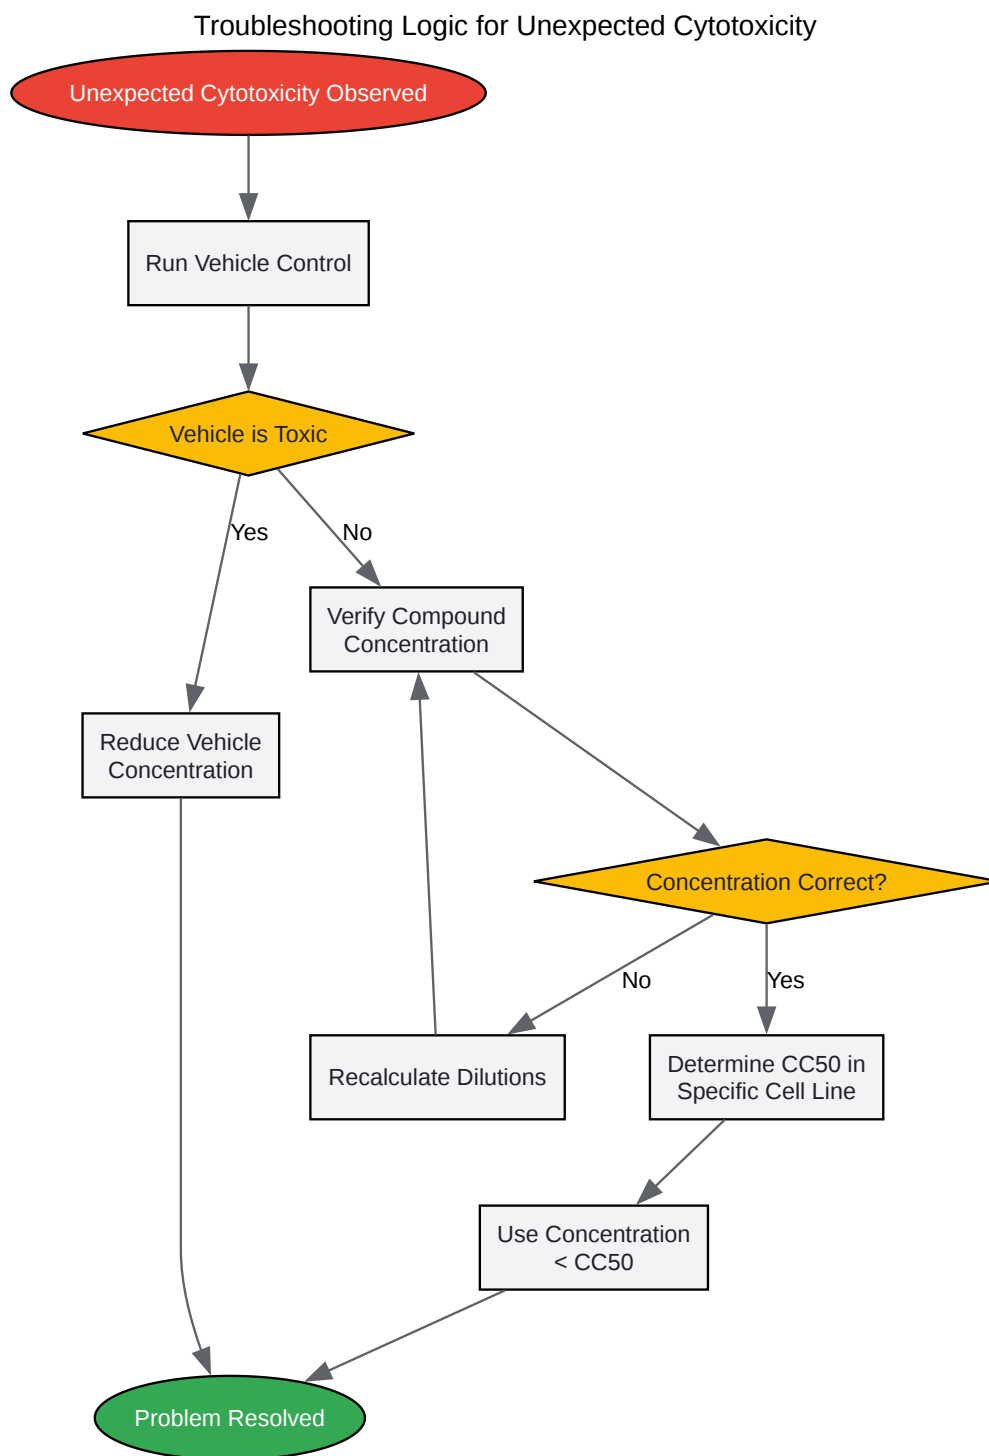 Troubleshooting Logic for Unexpected Cytotoxicity
Unexpected Cytotoxicity Observed
Run Vehicle Control
Vehicle is Toxic
Yes
No
Verify Compound
Concentration
Reduce Vehicle
Concentration
Concentration Correct?
No
Yes
Recalculate Dilutions
Determine CC50 in
Specific Cell Line
Use Concentration
< CC50
Problem Resolved